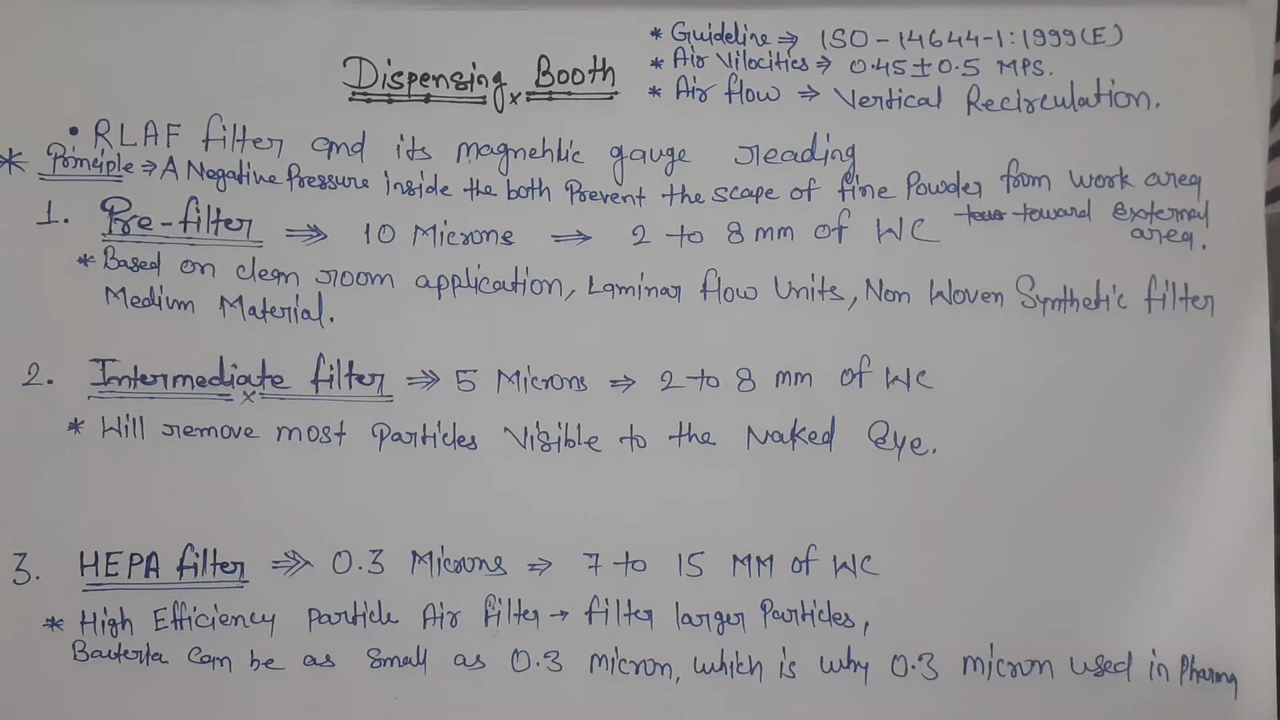 * Guideline ⇒ ISO-14644-1:1999(E)
* Air Vilocities ⇒ 0.45±0.5 MPS.
* Air flow ⇒ Vertical Recirculation.
Dispensing Booth
• RLAF filter and its magnehlic gauge reading
* Principle ⇒ A Negative Pressure inside the both Prevent the scape of fine Powder from work area
toward external
area.
1. Pre-filter ⇒ 10 Microns ⇒ 2 to 8 mm of WC
* Based on clean room application, Laminar flow Units, Non Woven Synthetic filter
Medium Material.
2. Intermediate filter ⇒ 5 Microns ⇒ 2 to 8 mm of WC
* Will remove most Particles Visible to the Naked Eye.
3. HEPA filter ⇒ 0.3 Microns ⇒ 7 to 15 MM of WC
* High Efficiency Particle Air filter → filter larger Particles,
Bacteria can be as small as 0.3 micron, which is why 0.3 micron used in Pharma